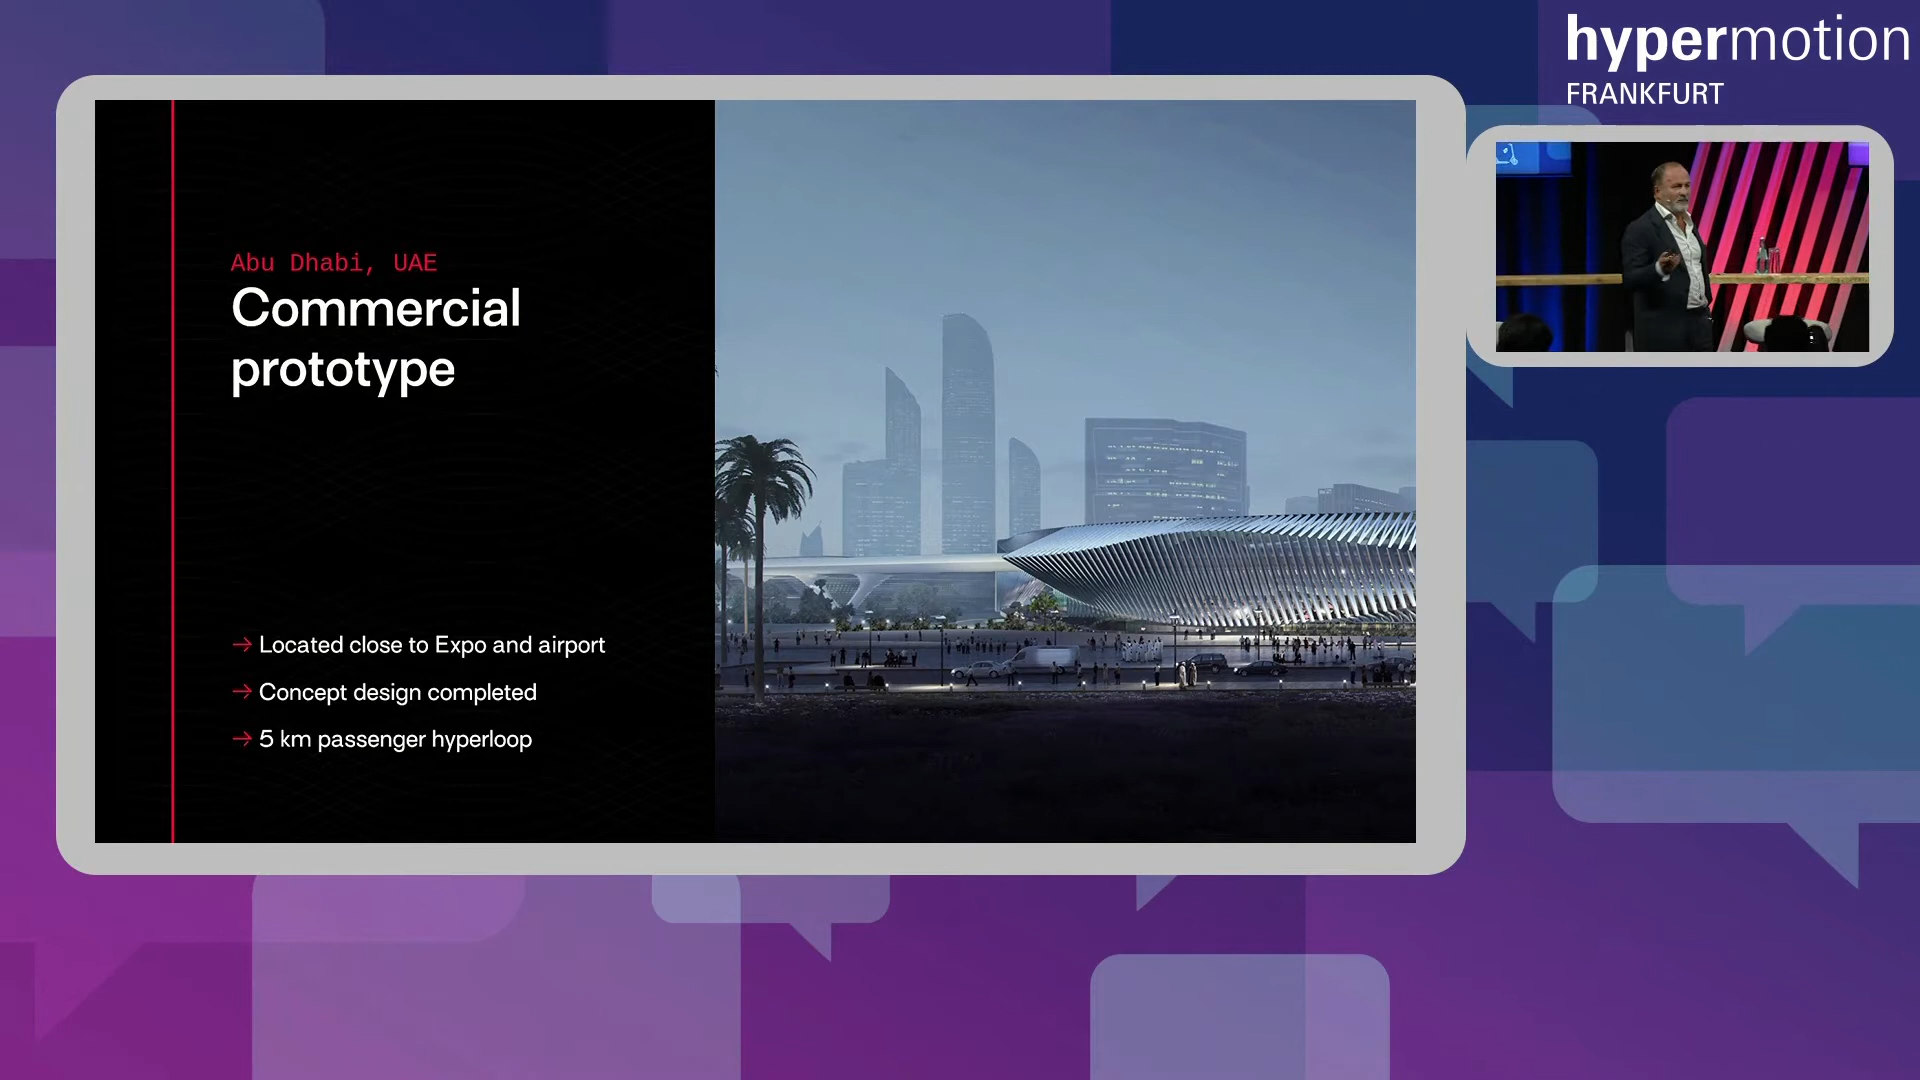 hypermotion
FRANKFURT
Abu Dhabi, UAE
Commercial
prototype
→ Located close to Expo and airport
→ Concept design completed
→ 5 km passenger hyperloop